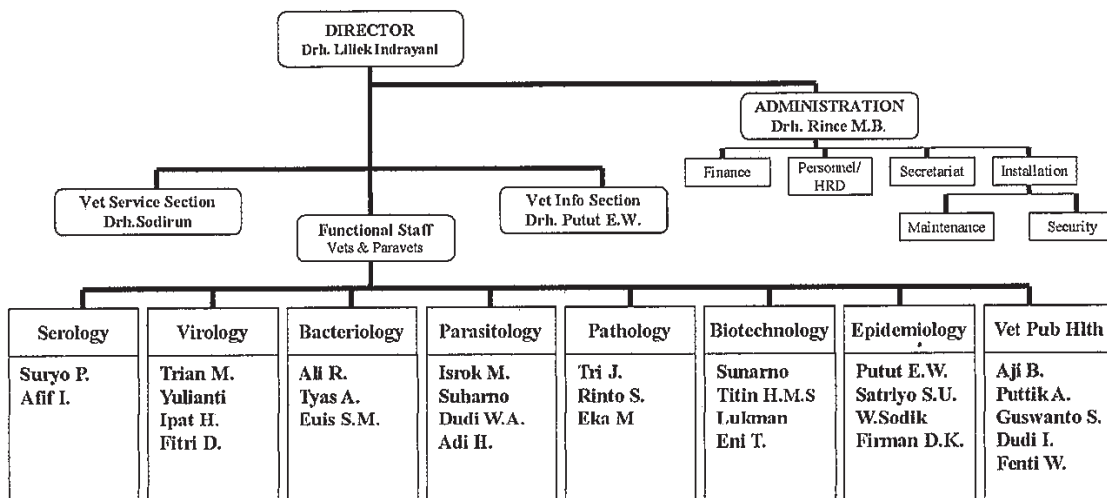 DIRECTOR
Drh. Liliek Indrayani
ADMINISTRATION
Drh. Rince M.B.
Finance
Personnel/
HRD
Secretariat
Installation
Maintenance
Security
Vet Service Section
Drh.Sodirun
Vet Info Section
Drh. Putut E.W.
Functional Staff
Vets & Paravets
Serology
Suryo P.
Afif I.
Virology
Trian M.
Yulianti
Ipat H.
Fitri D.
Bacteriology
Ali R.
Tyas A.
Euis S.M.
Parasitology
Isrok M.
Suharno
Dudi W.A.
Adi H.
Pathology
Tri J.
Rinto S.
Eka M
Biotechnology
Sunarno
Titin H.M.S
Lukman
Eni T.
Epidemiology
Putut E.W.
Satriyo S.U.
W.Sodik
Firman D.K.
Vet Pub Hlth
Aji B.
Puttik A.
Guswanto S.
Dudi I.
Fenti W.